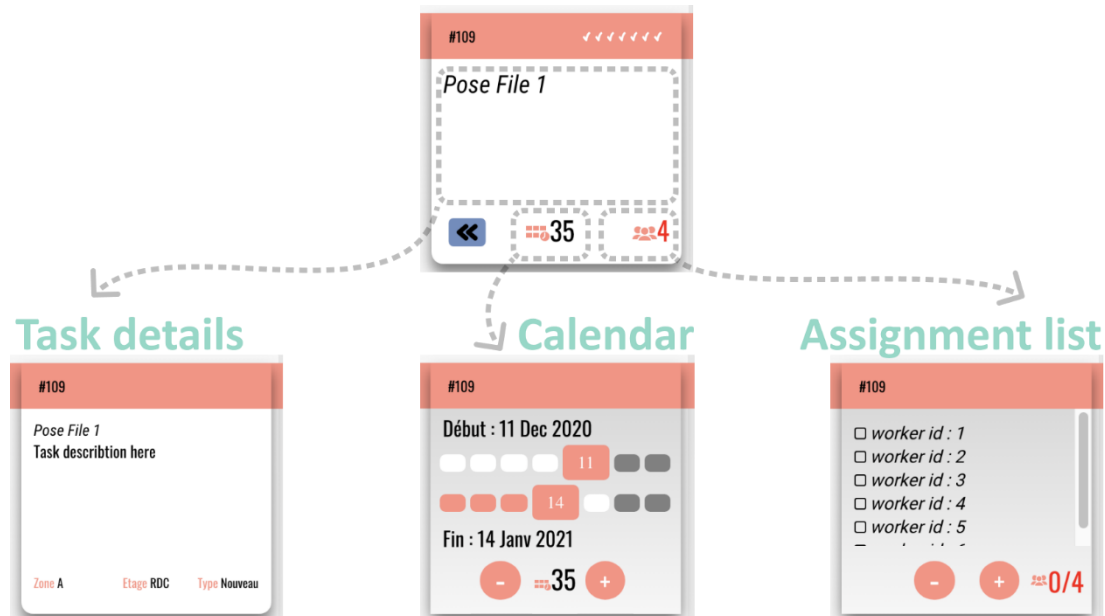 #109
Pose File 1
35
4
Task details
Calendar
Assignment list
#109
Pose File 1
Task describtion here
Zone A
Etage RDC
Type Nouveau
#109
Début : 11 Dec 2020
11
14
Fin : 14 Janv 2021
-
35
+
#109
worker id : 1
worker id : 2
worker id : 3
worker id : 4
worker id : 5
-
+
0/4